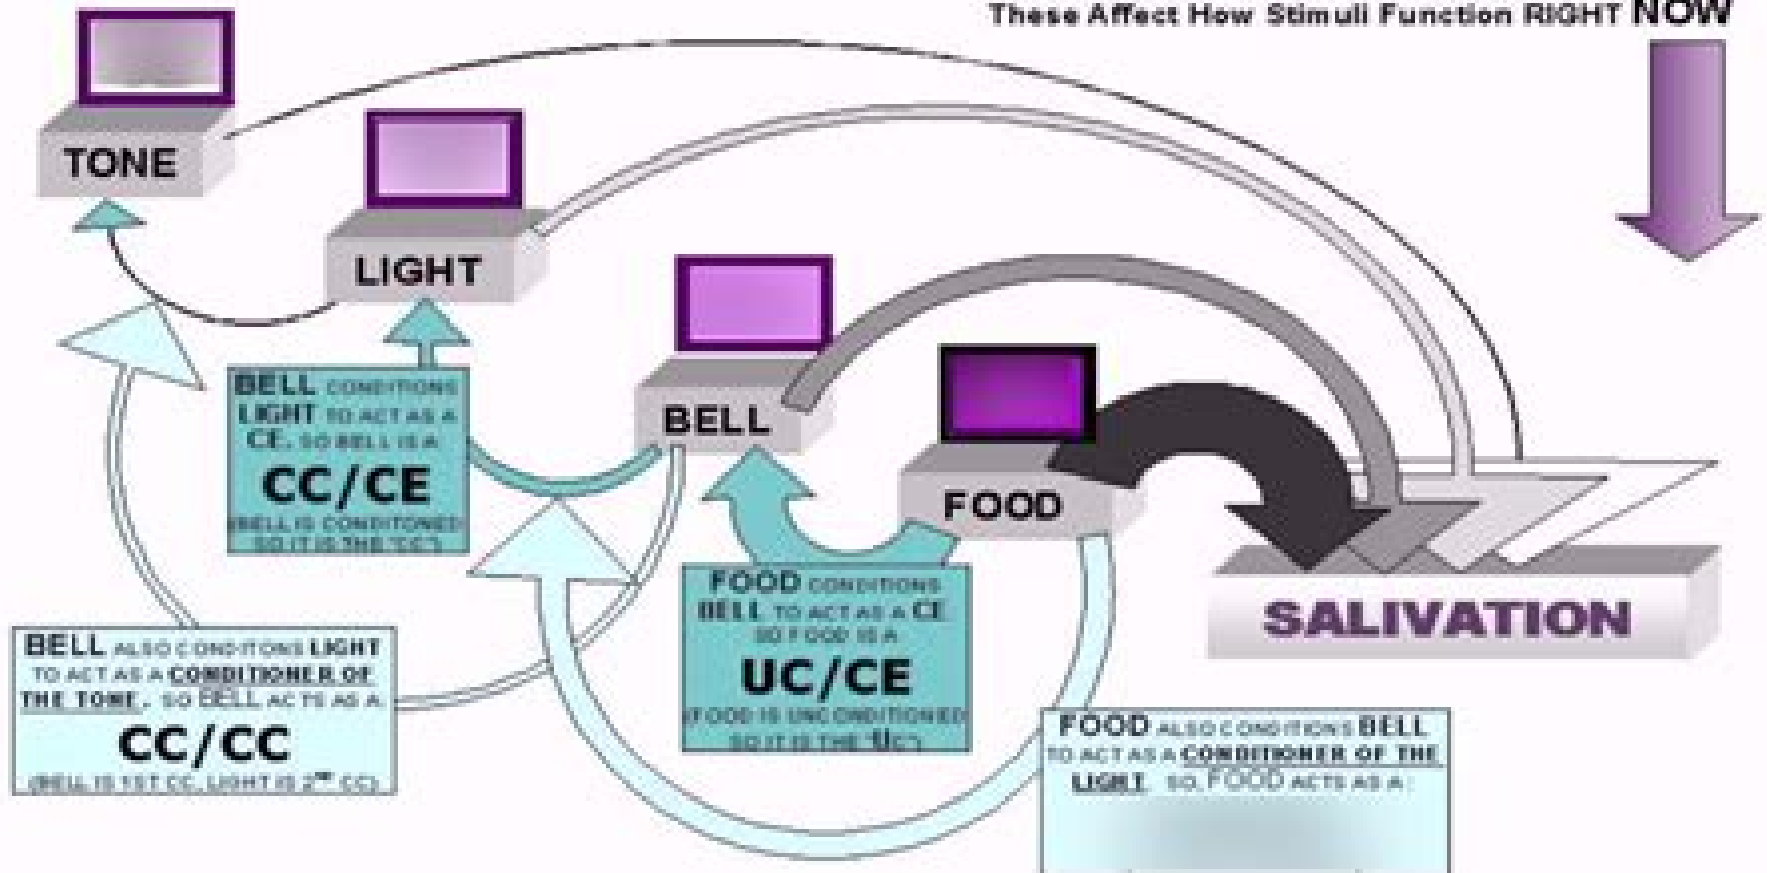 These Affect How Stimuli Function RIGHT NOW
TONE
LIGHT
BELL
FOOD
SALIVATION
BELL CONDITIONS
LIGHT TO ACT AS A
CE. SO BELL IS A
CC/CE
(BELL IS CONDITONED
SO IT IS THE "CC")
FOOD CONDITIONS
BELL TO ACT AS A CE
SO FOOD IS A
UC/CE
(FOOD IS UNCONDITIONED
SO IT IS THE "UC")
BELL ALSO CONDITONS LIGHT
TO ACT AS A CONDITIONER OF
THE TONE. SO BELL ACTS AS A
CC/CC
(BELL IS 1ST CC, LIGHT IS 2ND CC)
FOOD ALSO CONDITIONS BELL
TO ACT AS A CONDITIONER OF THE
LIGHT. SO, FOOD ACTS AS A: